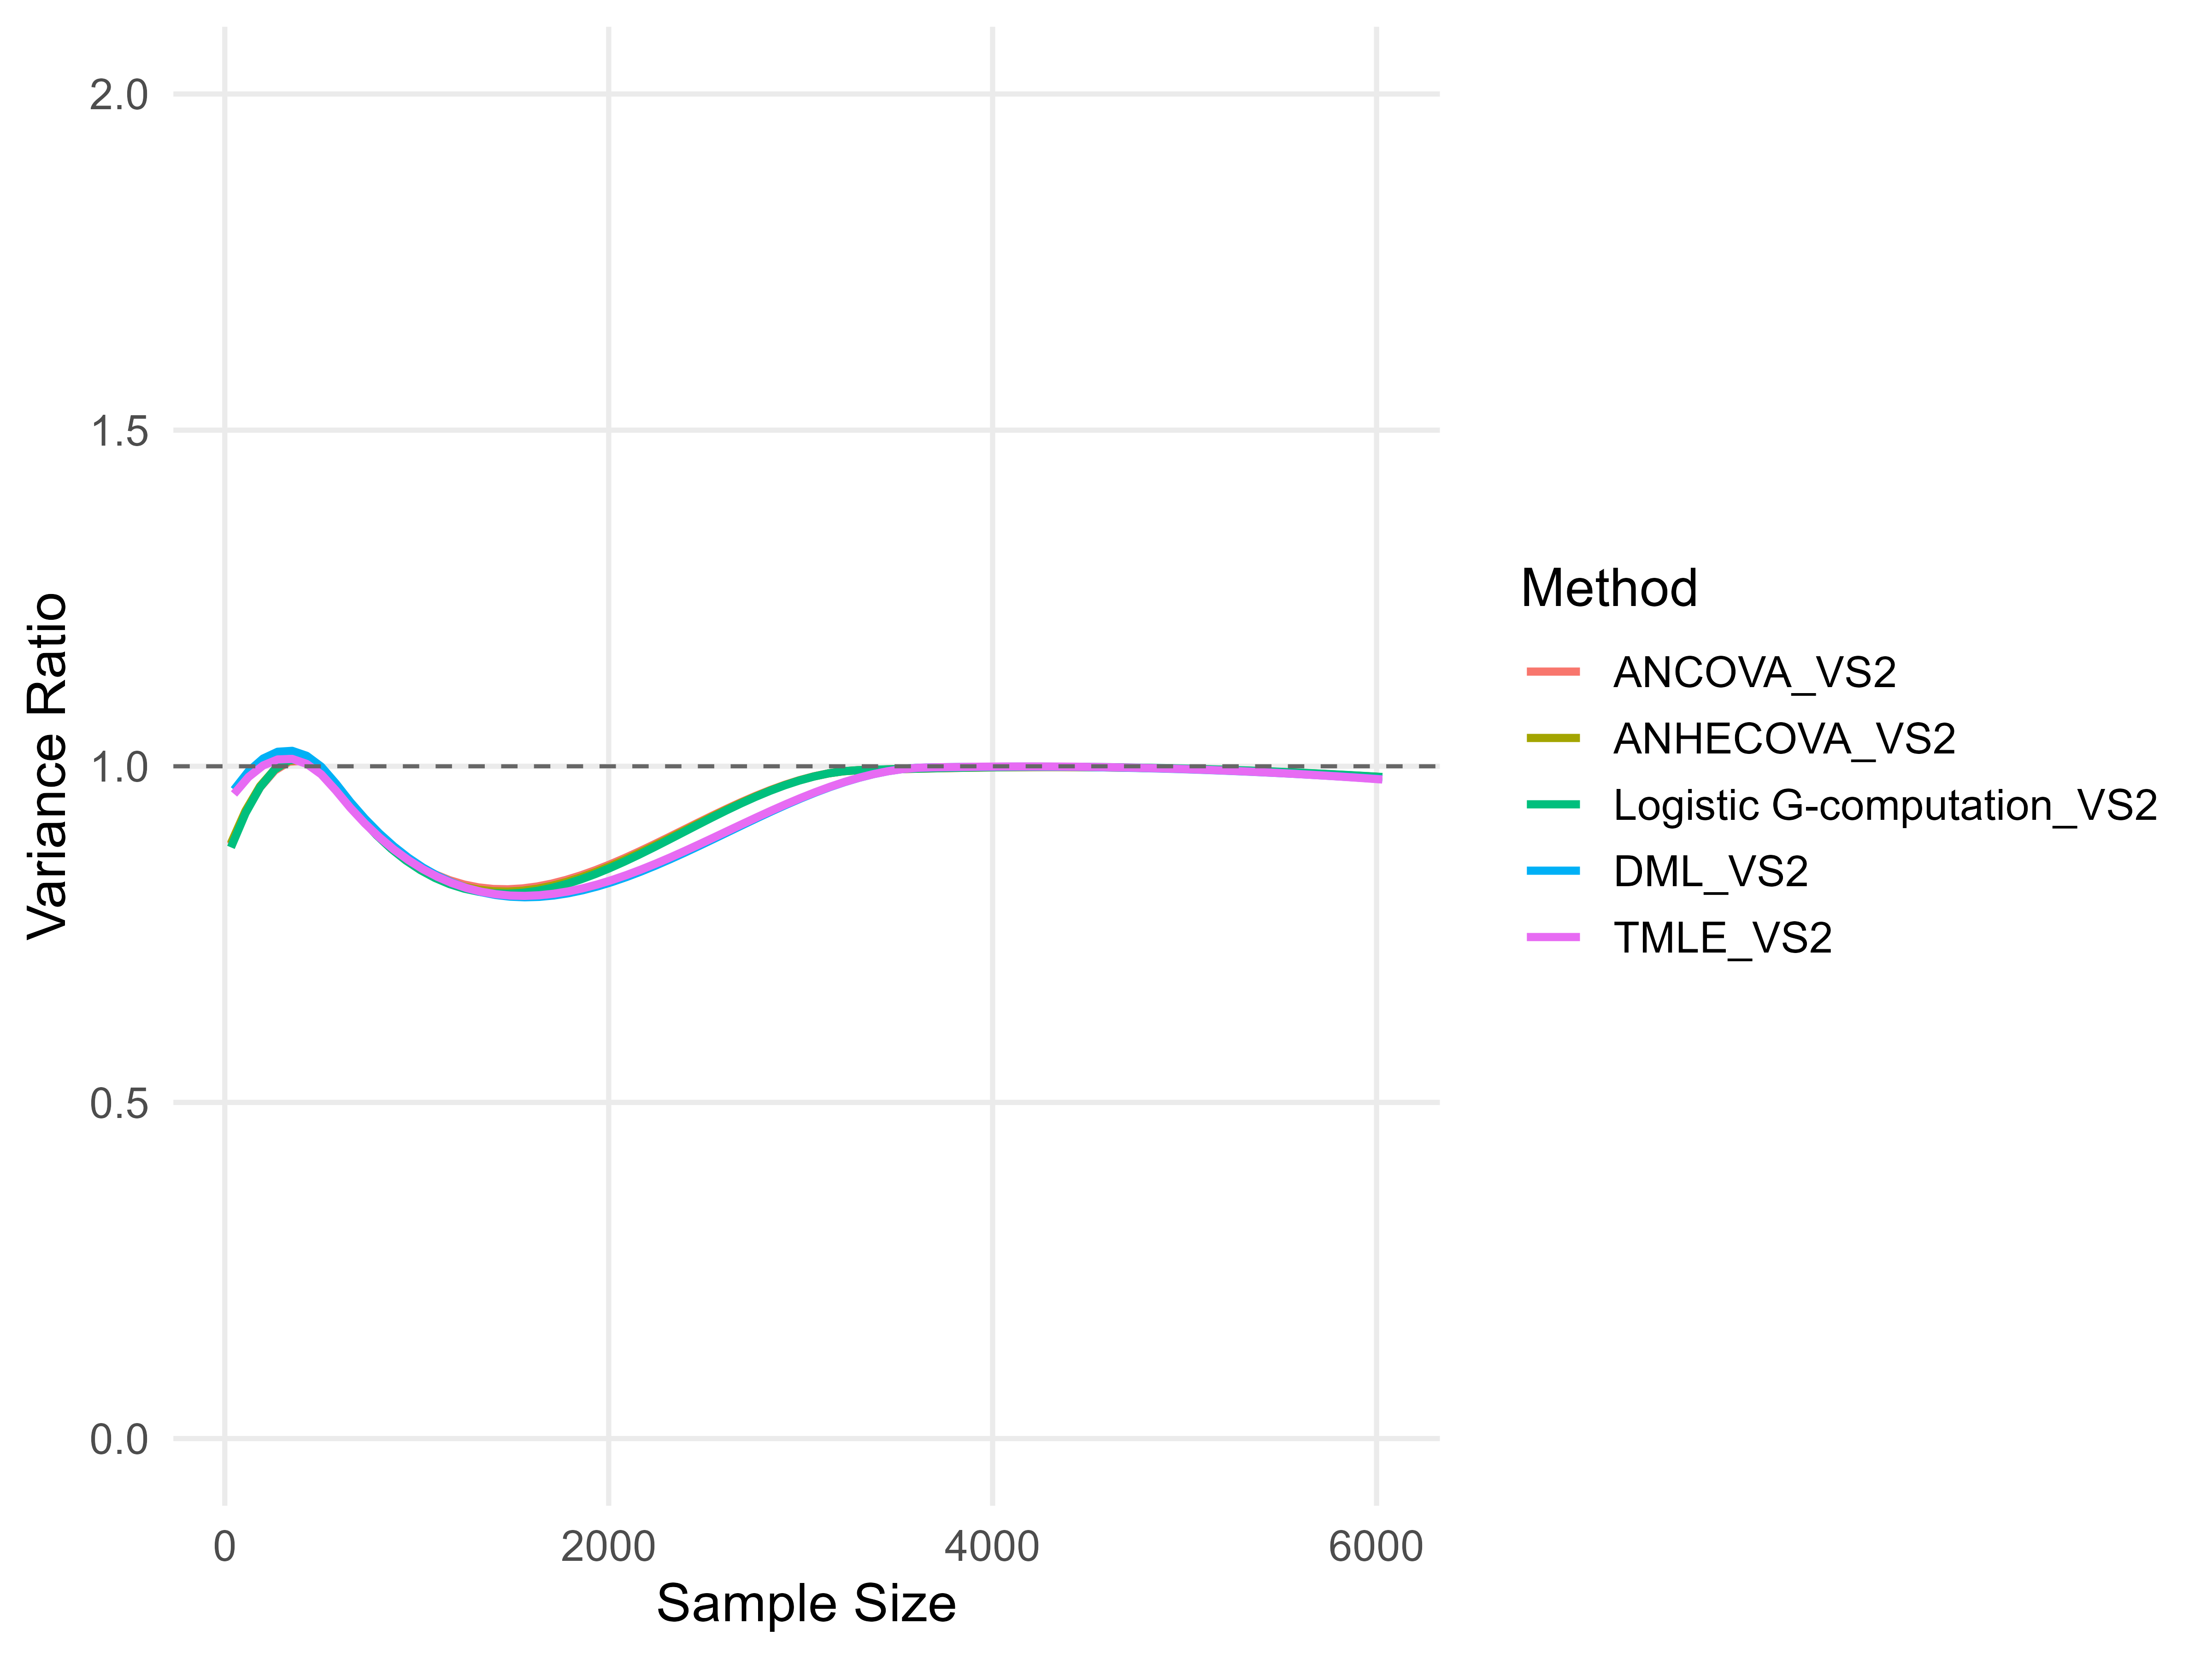 2.0
1.5
1.0
0.5
0.0
Variance Ratio
0
2000
4000
6000
Sample Size
Method
ANCOVA_VS2
ANHECOVA_VS2
Logistic G-computation_VS2
DML_VS2
TMLE_VS2